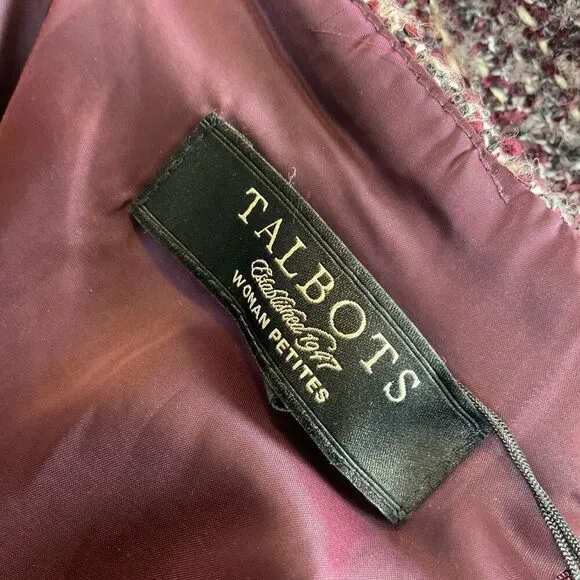 TALBOTS
Established 1947
WOMAN PETITES